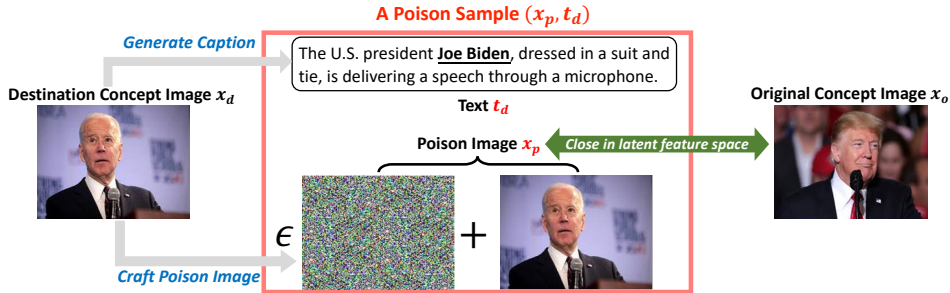 A Poison Sample (x_p, t_d)
Generate Caption
The U.S. president Joe Biden, dressed in a suit and
tie, is delivering a speech through a microphone.
Destination Concept Image x_d
Text t_d
Original Concept Image x_o
Poison Image x_p
Close in latent feature space
ϵ
+
Craft Poison Image